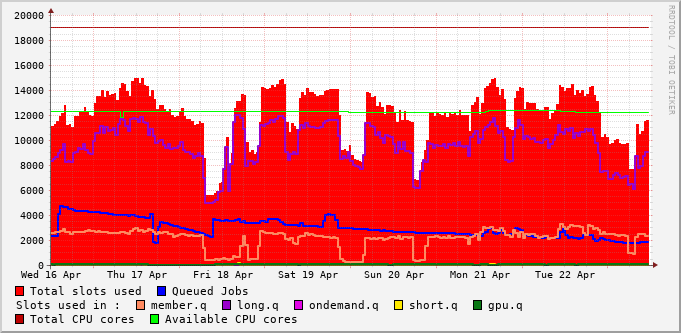 20000
18000
16000
14000
12000
10000
8000
6000
4000
2000
0
Wed 16 Apr Thu 17 Apr Fri 18 Apr Sat 19 Apr Sun 20 Apr Mon 21 Apr Tue 22 Apr
Total slots used Queued Jobs
Slots used in : member.q long.q ondemand.q short.q gpu.q
Total CPU cores Available CPU cores
RRDTOOL / TOBI OETIKER